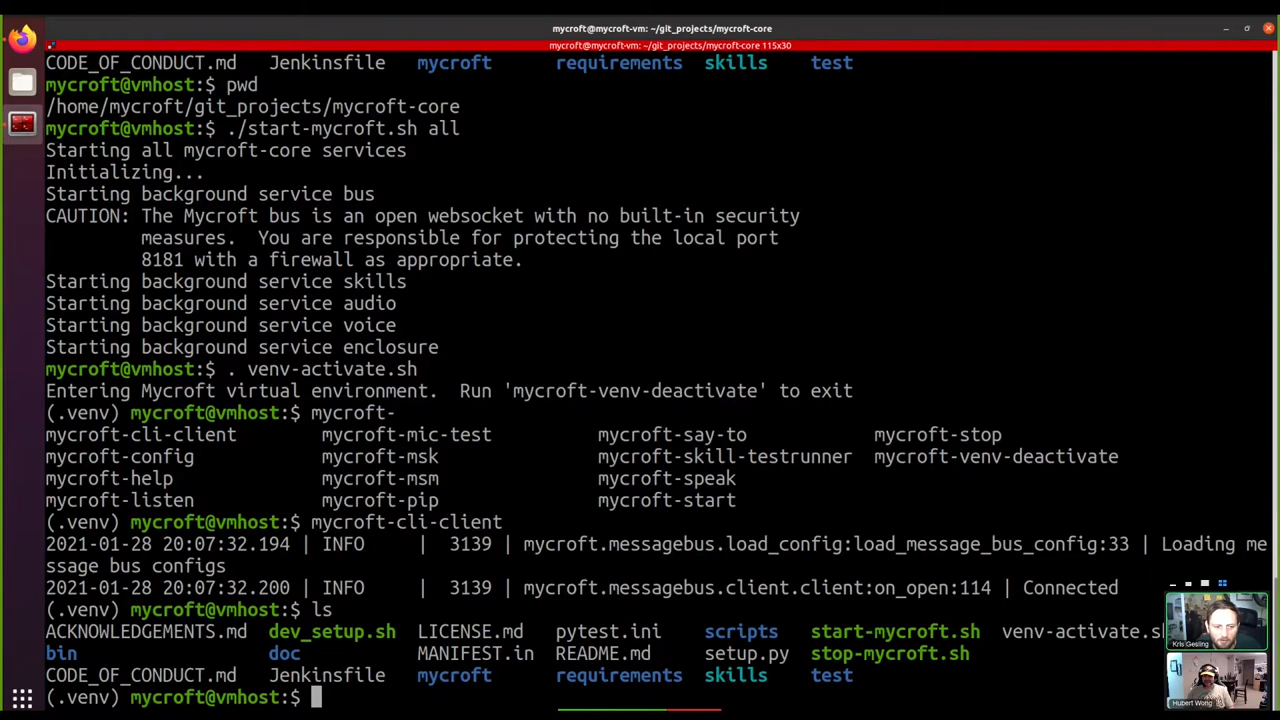 mycroft@mycroft-vm: ~/git_projects/mycroft-core
mycroft@mycroft-vm: ~/git_projects/mycroft-core 115x30
CODE_OF_CONDUCT.md Jenkinsfile mycroft requirements skills test
mycroft@vmhost:$ pwd
/home/mycroft/git_projects/mycroft-core
mycroft@vmhost:$ ./start-mycroft.sh all
Starting all mycroft-core services
Initializing...
Starting background service bus
CAUTION: The Mycroft bus is an open websocket with no built-in security
measures. You are responsible for protecting the local port
8181 with a firewall as appropriate.
Starting background service skills
Starting background service audio
Starting background service voice
Starting background service enclosure
mycroft@vmhost:$ . venv-activate.sh
Entering Mycroft virtual environment. Run 'mycroft-venv-deactivate' to exit
(.venv) mycroft@vmhost:$ mycroft-
mycroft-cli-client mycroft-mic-test mycroft-say-to mycroft-stop
mycroft-config mycroft-msk mycroft-skill-testrunner mycroft-venv-deactivate
mycroft-help mycroft-msm mycroft-speak
mycroft-listen mycroft-pip mycroft-start
(.venv) mycroft@vmhost:$ mycroft-cli-client
2021-01-28 20:07:32.194 | INFO | 3139 | mycroft.messagebus.load_config:load_message_bus_config:33 | Loading me
ssage bus configs
2021-01-28 20:07:32.200 | INFO | 3139 | mycroft.messagebus.client.client:on_open:114 | Connected
(.venv) mycroft@vmhost:$ ls
ACKNOWLEDGEMENTS.md dev_setup.sh LICENSE.md pytest.ini scripts start-mycroft.sh venv-activate.sh
bin doc MANIFEST.in README.md setup.py stop-mycroft.sh
CODE_OF_CONDUCT.md Jenkinsfile mycroft requirements skills test
(.venv) mycroft@vmhost:$
Kris Gesling
Hubert Wong